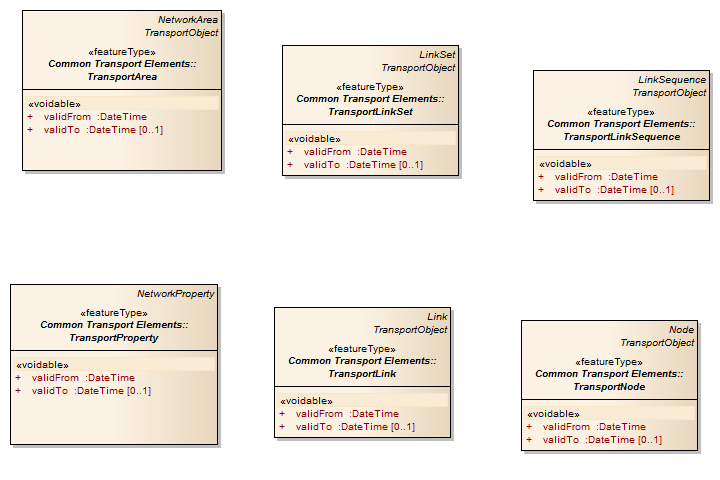 NetworkArea
TransportObject
«featureType»
Common Transport Elements::
TransportArea
«voidable»
+ validFrom :DateTime
+ validTo :DateTime [0..1]
LinkSet
TransportObject
«featureType»
Common Transport Elements::
TransportLinkSet
«voidable»
+ validFrom :DateTime
+ validTo :DateTime [0..1]
LinkSequence
TransportObject
«featureType»
Common Transport Elements::
TransportLinkSequence
«voidable»
+ validFrom :DateTime
+ validTo :DateTime [0..1]
NetworkProperty
«featureType»
Common Transport Elements::
TransportProperty
«voidable»
+ validFrom :DateTime
+ validTo :DateTime [0..1]
Link
TransportObject
«featureType»
Common Transport Elements::
TransportLink
«voidable»
+ validFrom :DateTime
+ validTo :DateTime [0..1]
Node
TransportObject
«featureType»
Common Transport Elements::
TransportNode
«voidable»
+ validFrom :DateTime
+ validTo :DateTime [0..1]